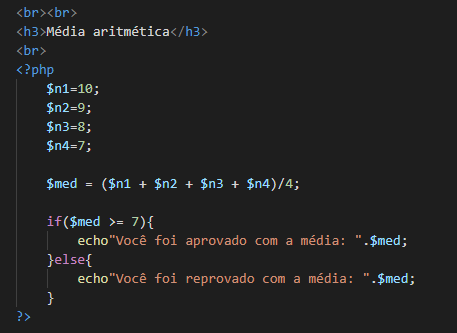 <br><br>
<h3>Média aritmética</h3>
<br>
<?php
    $n1=10;
    $n2=9;
    $n3=8;
    $n4=7;

    $med = ($n1 + $n2 + $n3 + $n4)/4;

    if($med >= 7){
        echo"Você foi aprovado com a média: ".$med;
    }else{
        echo"Você foi reprovado com a média: ".$med;
    }
?>